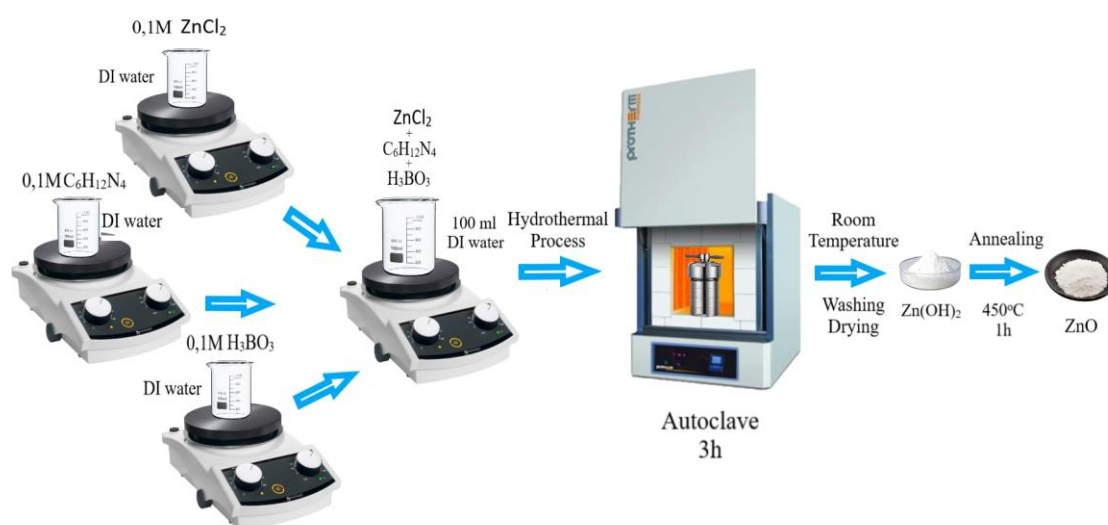 0,1M ZnCl₂
DI water
0,1M C₆H₁₂N₄
DI water
0,1M H₃BO₃
DI water
ZnCl₂
+
C₆H₁₂N₄
+
H₃BO₃
100 ml
DI water
Hydrothermal
Process
PROTHERM
Autoclave
3h
Room
Temperature
Washing
Drying
Zn(OH)₂
Annealing
450ºC
1h
ZnO